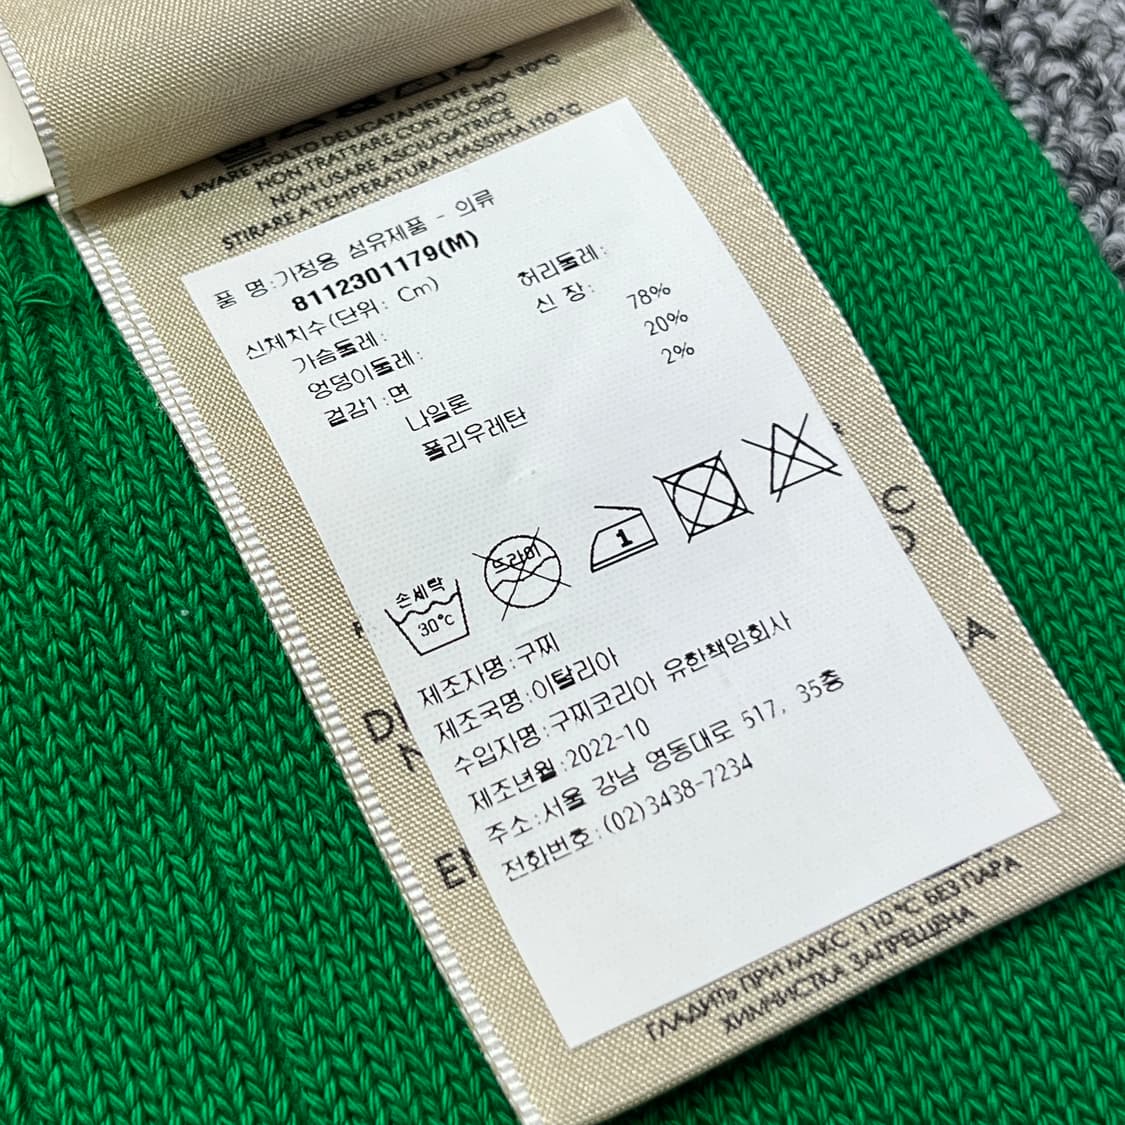 LAVARE MOLTO DELICATAMENTE MAX 30°C
NON TRATTARE CON CLORO
NON USARE ASCIUGATRICE
STIRARE A TEMPERATURA MASSIMA 110 °C
품 명:가정용 섬유제품 - 의류
8112301179(M)
신체치수(단위: Cm)
가슴둘레: 허리둘레:
엉덩이둘레: 신 장:
겉감1:면 78%
나일론 20%
폴리우레탄 2%
손세탁
30°C
드라이
1
제조자명:구찌
제조국명:이탈리아
수입자명:구찌코리아 유한책임회사
제조년월:2022-10
주소:서울 강남 영동대로 517, 35층
전화번호:(02)3438-7234
ГЛАДИТЬ ПРИ МАКС. 110 °C БЕЗ ПАРА
ХИМЧИСТКА ЗАПРЕЩЕНА